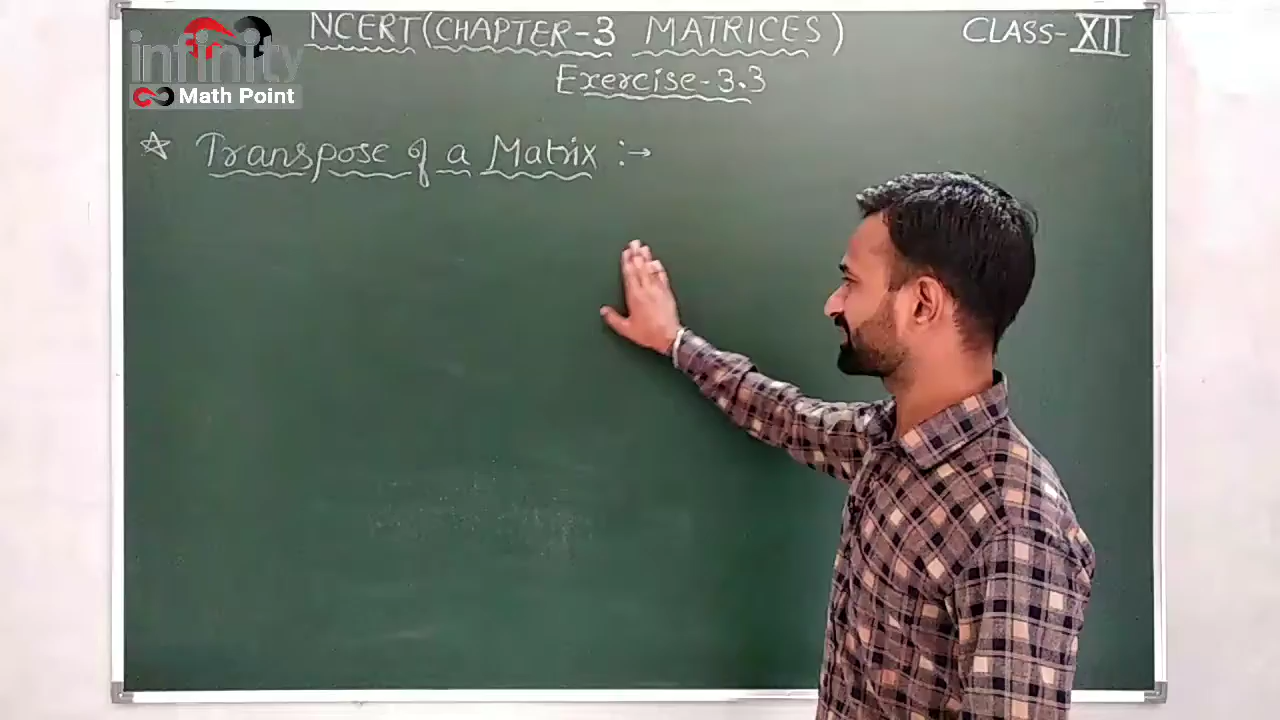 NCERT (CHAPTER-3 MATRICES) CLASS-XII
Exercise-3.3
infinity
Math Point
☆ Transpose of a Matrix :→